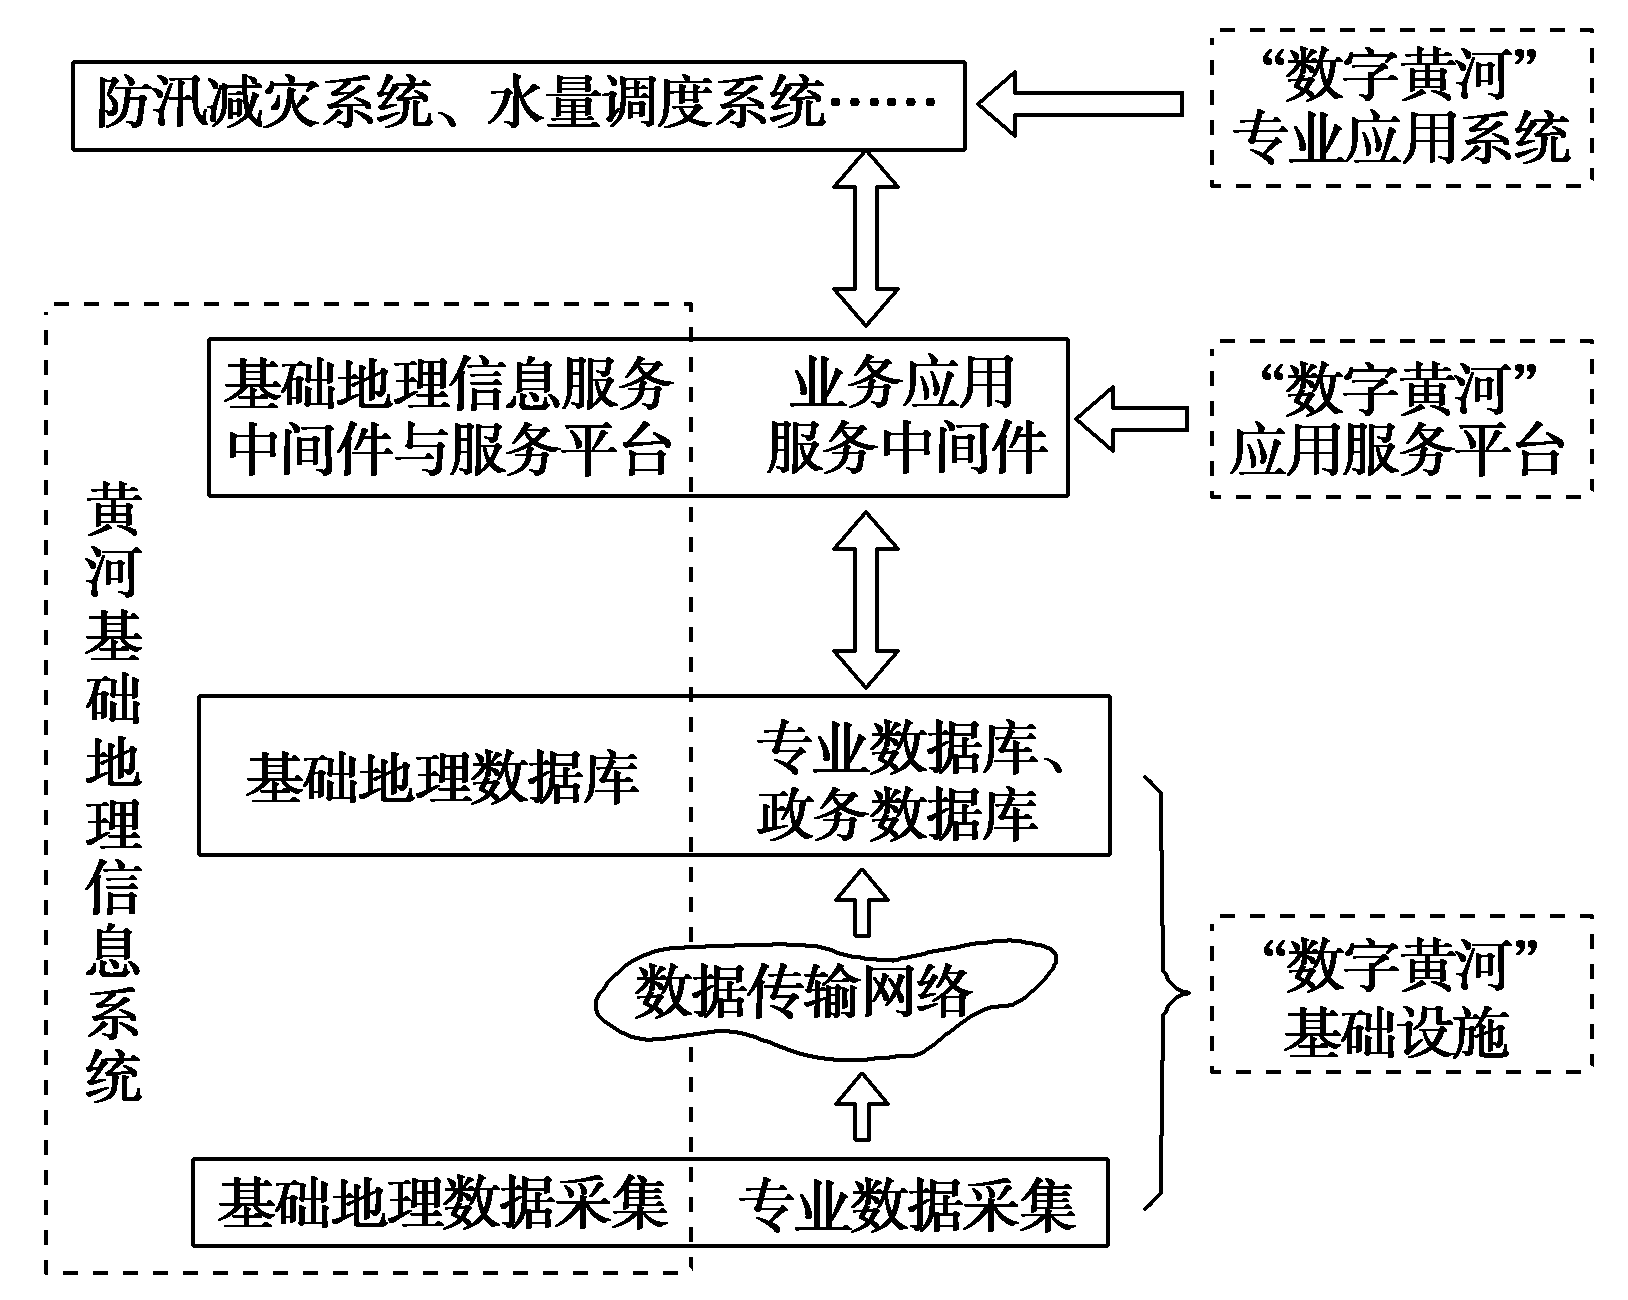 防汛减灾系统、水量调度系统……
“数字黄河”
专业应用系统
基础地理信息服务
中间件与服务平台
业务应用
服务中间件
“数字黄河”
应用服务平台
黄河基础地理信息系统
基础地理数据库
专业数据库、
政务数据库
数据传输网络
“数字黄河”
基础设施
基础地理数据采集
专业数据采集